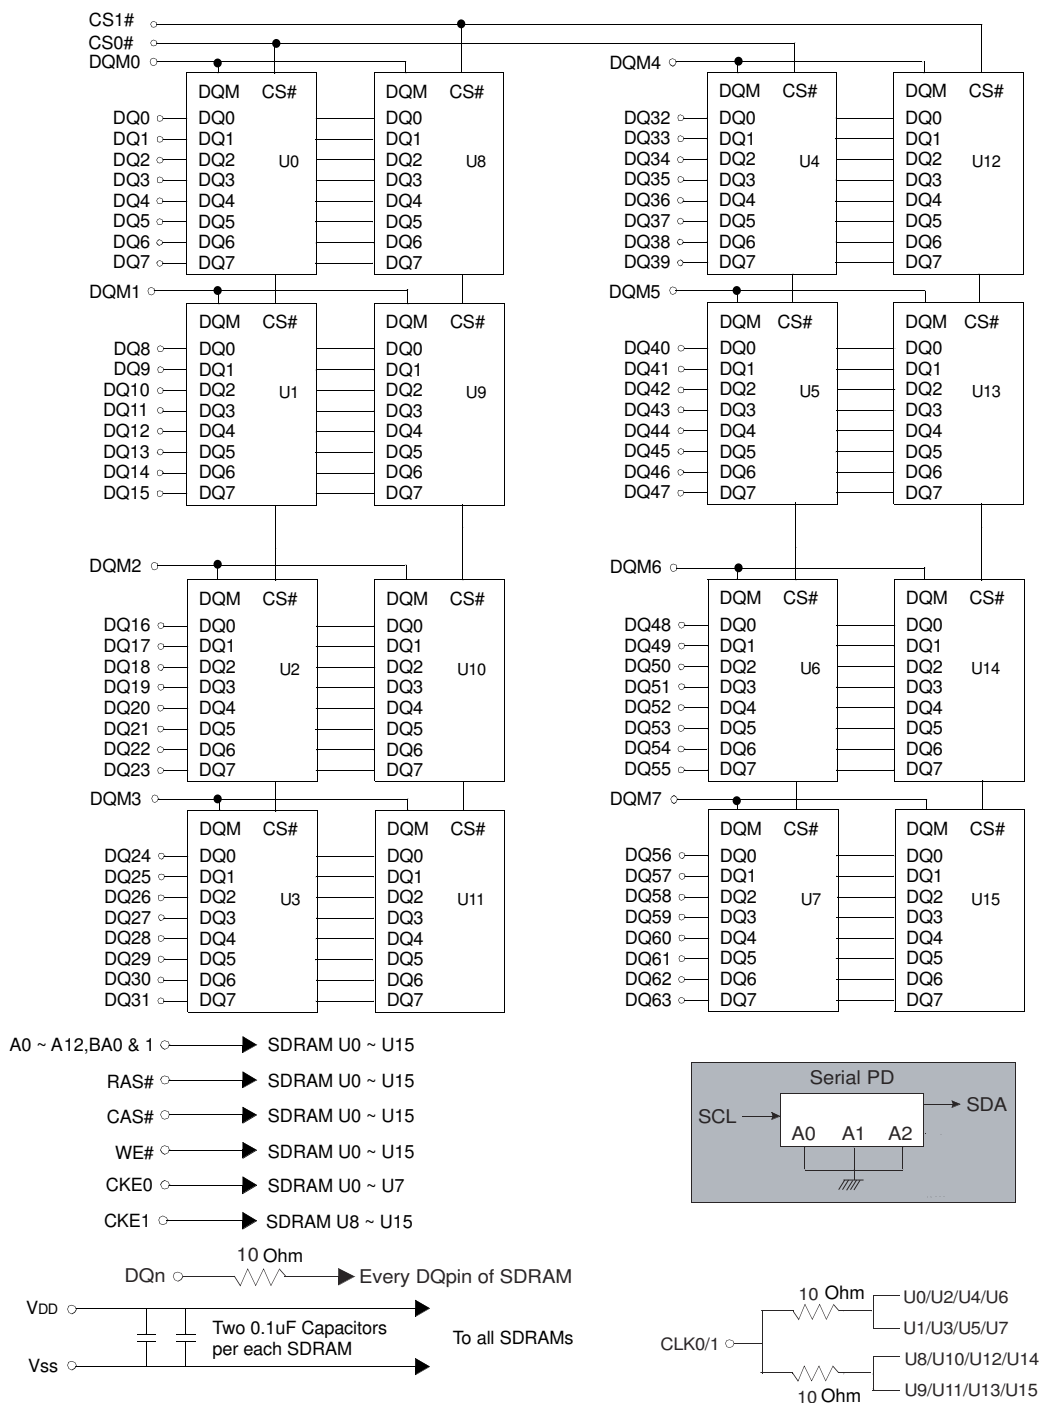 CS1#
CS0#
DQM0 DQM4
DQM CS# DQM CS# DQM CS# DQM CS#
DQ0 DQ0 DQ0 DQ32 DQ0 DQ0
DQ1 DQ1 DQ1 DQ33 DQ1 DQ1
DQ2 DQ2 U0 DQ2 U8 DQ34 DQ2 U4 DQ2 U12
DQ3 DQ3 DQ3 DQ35 DQ3 DQ3
DQ4 DQ4 DQ4 DQ36 DQ4 DQ4
DQ5 DQ5 DQ5 DQ37 DQ5 DQ5
DQ6 DQ6 DQ6 DQ38 DQ6 DQ6
DQ7 DQ7 DQ7 DQ39 DQ7 DQ7
DQM1 DQM5
DQM CS# DQM CS# DQM CS# DQM CS#
DQ8 DQ0 DQ0 DQ40 DQ0 DQ0
DQ9 DQ1 DQ1 DQ41 DQ1 DQ1
DQ10 DQ2 U1 DQ2 U9 DQ42 DQ2 U5 DQ2 U13
DQ11 DQ3 DQ3 DQ43 DQ3 DQ3
DQ12 DQ4 DQ4 DQ44 DQ4 DQ4
DQ13 DQ5 DQ5 DQ45 DQ5 DQ5
DQ14 DQ6 DQ6 DQ46 DQ6 DQ6
DQ15 DQ7 DQ7 DQ47 DQ7 DQ7
DQM2 DQM6
DQM CS# DQM CS# DQM CS# DQM CS#
DQ16 DQ0 DQ0 DQ48 DQ0 DQ0
DQ17 DQ1 DQ1 DQ49 DQ1 DQ1
DQ18 DQ2 U2 DQ2 U10 DQ50 DQ2 U6 DQ2 U14
DQ19 DQ3 DQ3 DQ51 DQ3 DQ3
DQ20 DQ4 DQ4 DQ52 DQ4 DQ4
DQ21 DQ5 DQ5 DQ53 DQ5 DQ5
DQ22 DQ6 DQ6 DQ54 DQ6 DQ6
DQ23 DQ7 DQ7 DQ55 DQ7 DQ7
DQM3 DQM7
DQM CS# DQM CS# DQM CS# DQM CS#
DQ24 DQ0 DQ0 DQ56 DQ0 DQ0
DQ25 DQ1 DQ1 DQ57 DQ1 DQ1
DQ26 DQ2 U3 DQ2 U11 DQ58 DQ2 U7 DQ2 U15
DQ27 DQ3 DQ3 DQ59 DQ3 DQ3
DQ28 DQ4 DQ4 DQ60 DQ4 DQ4
DQ29 DQ5 DQ5 DQ61 DQ5 DQ5
DQ30 DQ6 DQ6 DQ62 DQ6 DQ6
DQ31 DQ7 DQ7 DQ63 DQ7 DQ7
A0 ~ A12,BA0 & 1 SDRAM U0 ~ U15
RAS# SDRAM U0 ~ U15
CAS# SDRAM U0 ~ U15
WE# SDRAM U0 ~ U15
CKE0 SDRAM U0 ~ U7
CKE1 SDRAM U8 ~ U15
Serial PD
SCL SDA
A0 A1 A2
10 Ohm
DQn Every DQpin of SDRAM
VDD
Two 0.1uF Capacitors
per each SDRAM
To all SDRAMs
Vss
10 Ohm
U0/U2/U4/U6
U1/U3/U5/U7
CLK0/1
U8/U10/U12/U14
U9/U11/U13/U15
10 Ohm